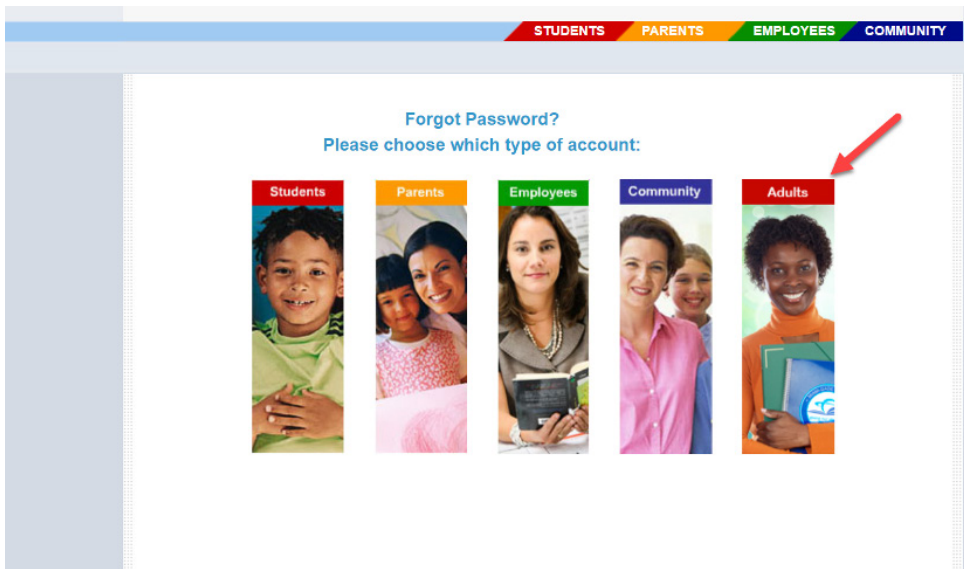 STUDENTS PARENTS EMPLOYEES COMMUNITY
Forgot Password?
Please choose which type of account:
Students Parents Employees Community Adults